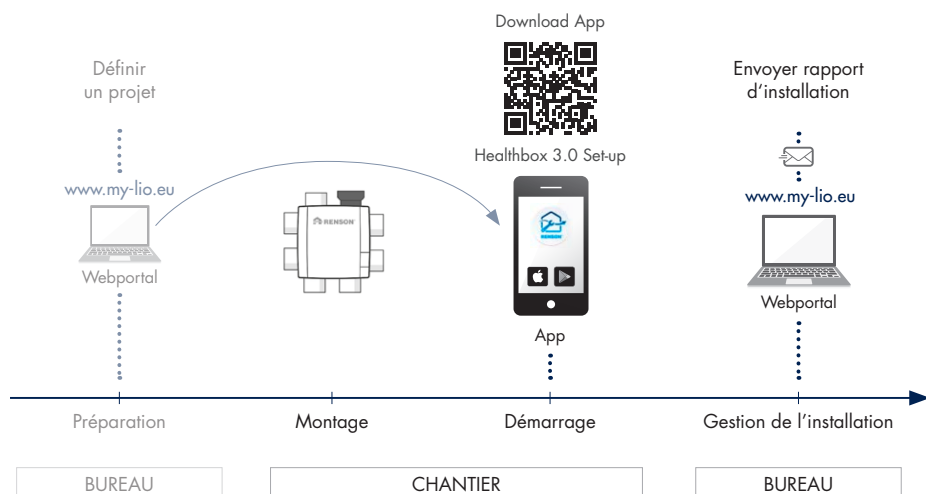 Download App
Définir
un projet
Envoyer rapport
d'installation
Healthbox 3.0 Set-up
www.my-lio.eu
www.my-lio.eu
RENSON
RENSON
Webportal
Webportal
App
Préparation
Montage
Démarrage
Gestion de l'installation
BUREAU
CHANTIER
BUREAU